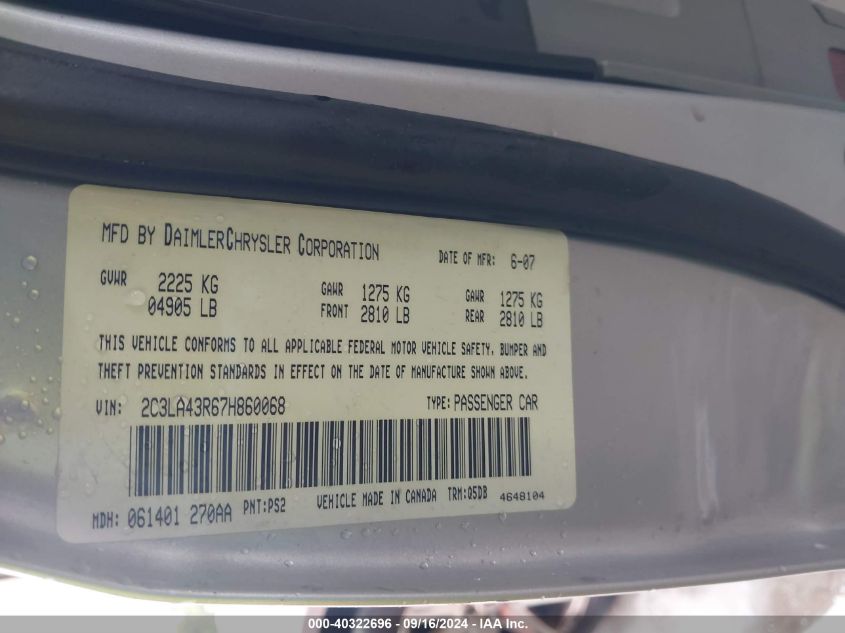 MFD BY DAIMLERCHRYSLER CORPORATION DATE OF MFR: 6-07
GVWR 2225 KG GAWR 1275 KG GAWR 1275 KG
04905 LB FRONT 2810 LB REAR 2810 LB
THIS VEHICLE CONFORMS TO ALL APPLICABLE FEDERAL MOTOR VEHICLE SAFETY, BUMPER AND
THEFT PREVENTION STANDARDS IN EFFECT ON THE DATE OF MANUFACTURE SHOWN ABOVE.
VIN: 2C3LA43R67H860068 TYPE: PASSENGER CAR
MDH: 061401 270AA PNT:PS2 VEHICLE MADE IN CANADA TRM:Q5DB 4648104
000-40322696 - 09/16/2024 - IAA Inc.